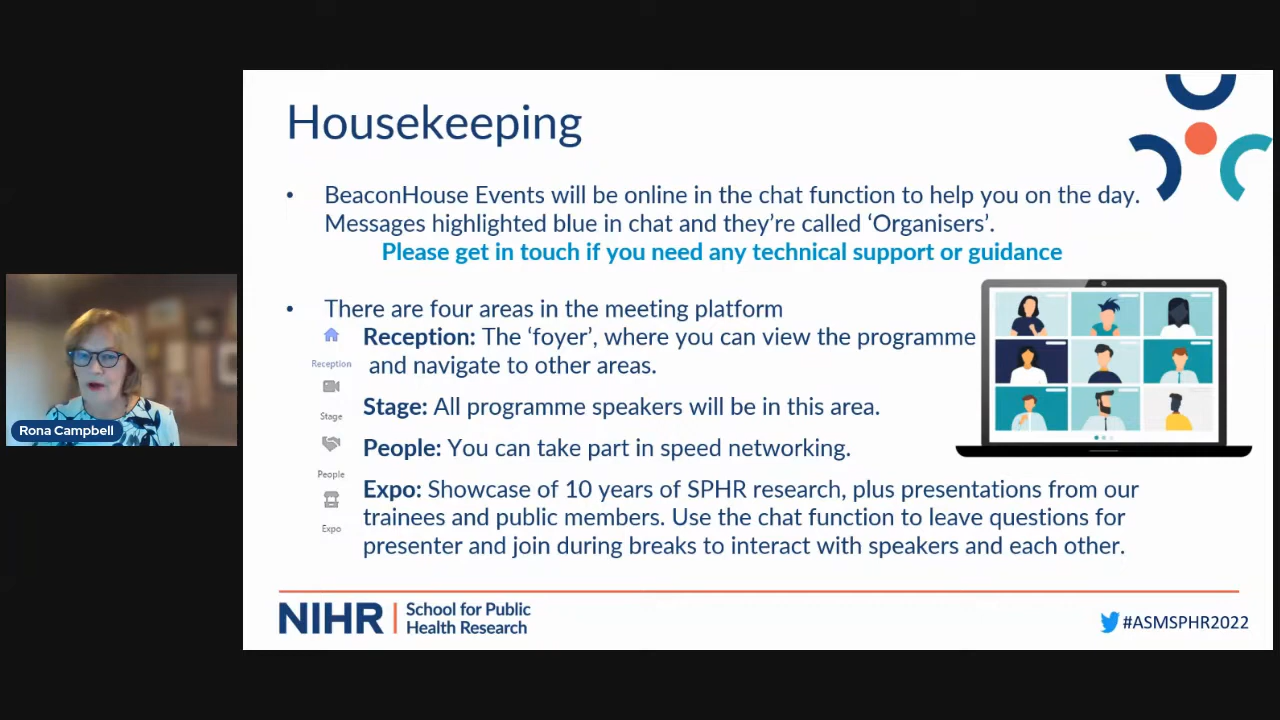 Housekeeping
• BeaconHouse Events will be online in the chat function to help you on the day.
Messages highlighted blue in chat and they're called 'Organisers'.
Please get in touch if you need any technical support or guidance
• There are four areas in the meeting platform
Reception: The 'foyer', where you can view the programme
and navigate to other areas.
Reception
Stage: All programme speakers will be in this area.
Stage
People: You can take part in speed networking.
People
Expo: Showcase of 10 years of SPHR research, plus presentations from our
trainees and public members. Use the chat function to leave questions for
Expo
presenter and join during breaks to interact with speakers and each other.
Rona Campbell
NIHR | School for Public
Health Research
#ASMSPHR2022